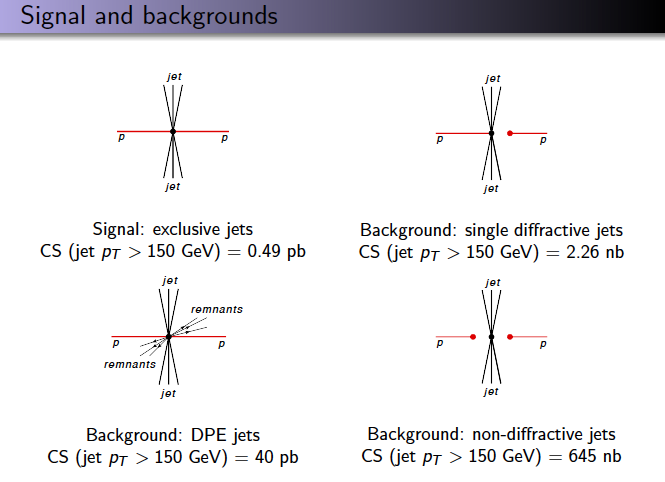 Signal and backgrounds
jet
p p
jet
Signal: exclusive jets
CS (jet pT > 150 GeV) = 0.49 pb
jet
p p
jet
Background: single diffractive jets
CS (jet pT > 150 GeV) = 2.26 nb
jet
remnants
p p
remnants
jet
Background: DPE jets
CS (jet pT > 150 GeV) = 40 pb
jet
p p
jet
Background: non-diffractive jets
CS (jet pT > 150 GeV) = 645 nb